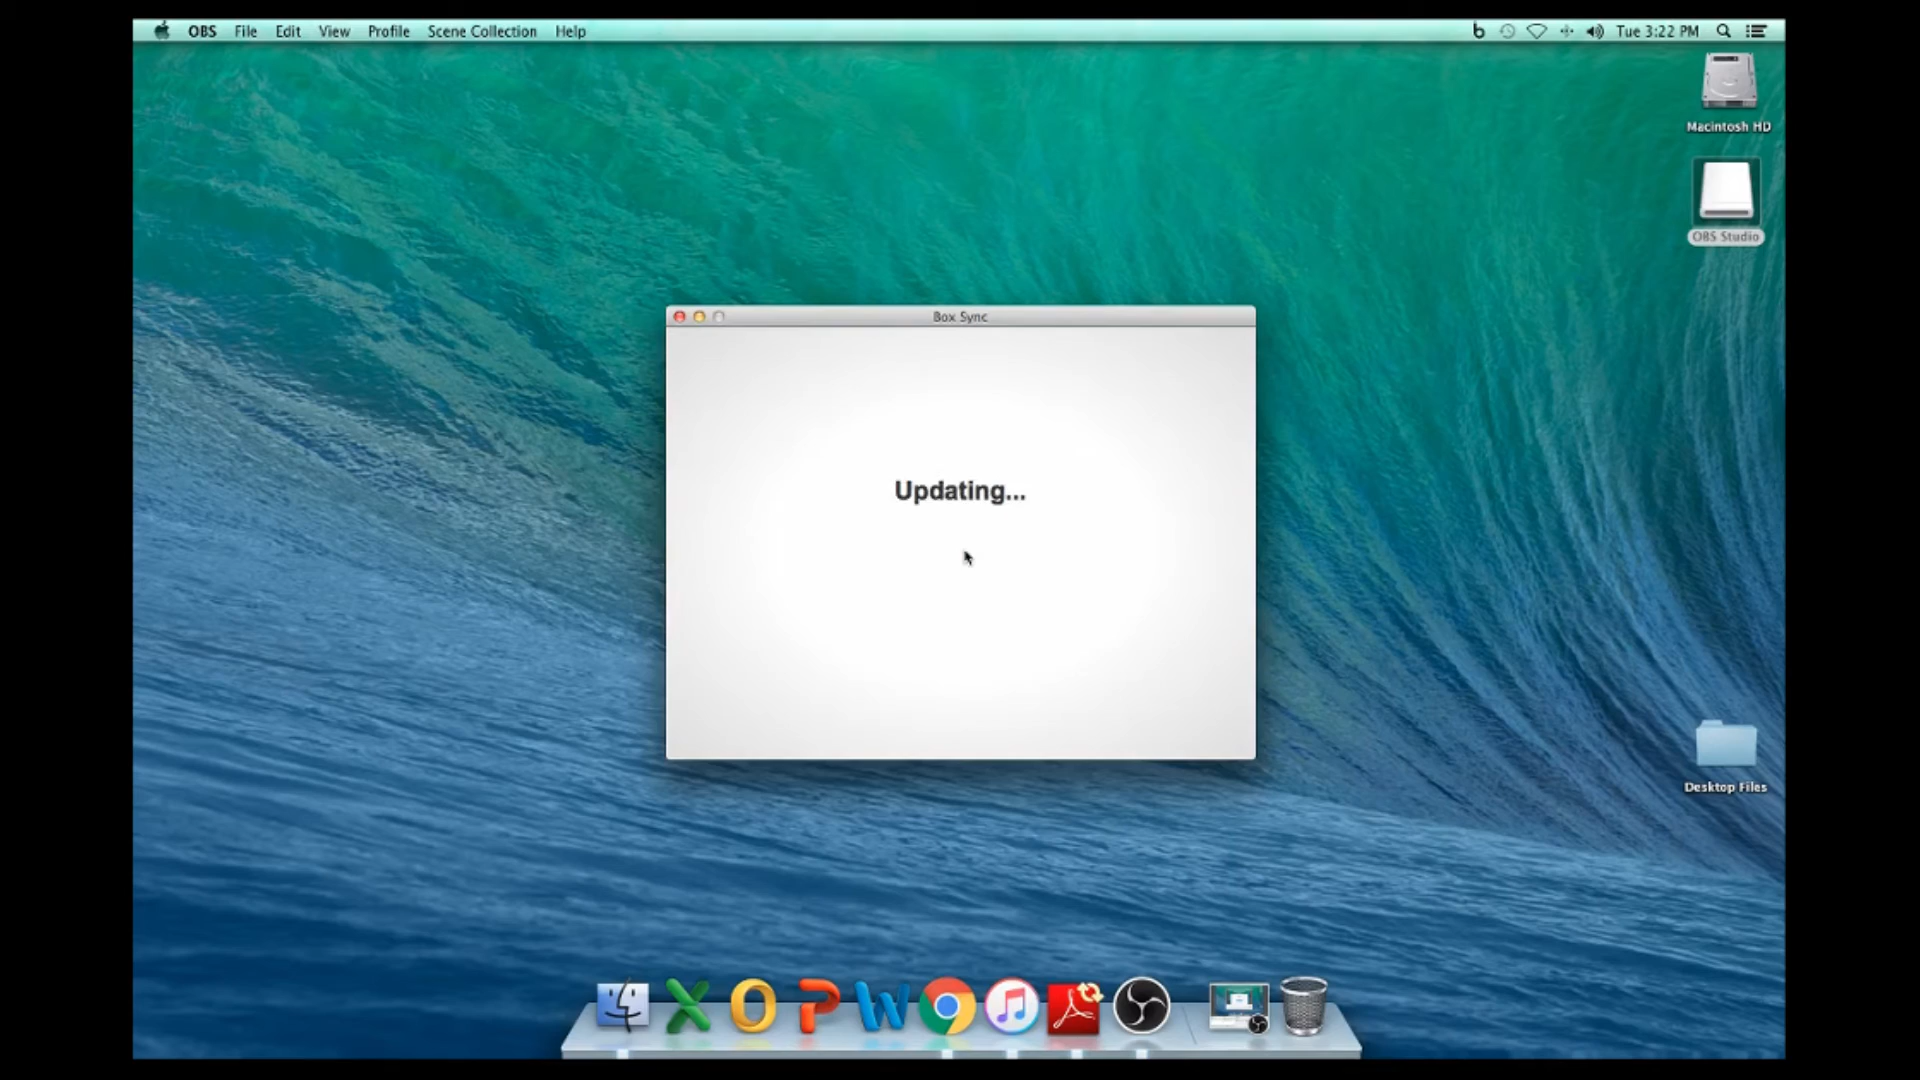 OBS File Edit View Profile Scene Collection Help
b Tue 3:22 PM
Macintosh HD
OBS Studio
Box Sync
Updating...
Desktop Files